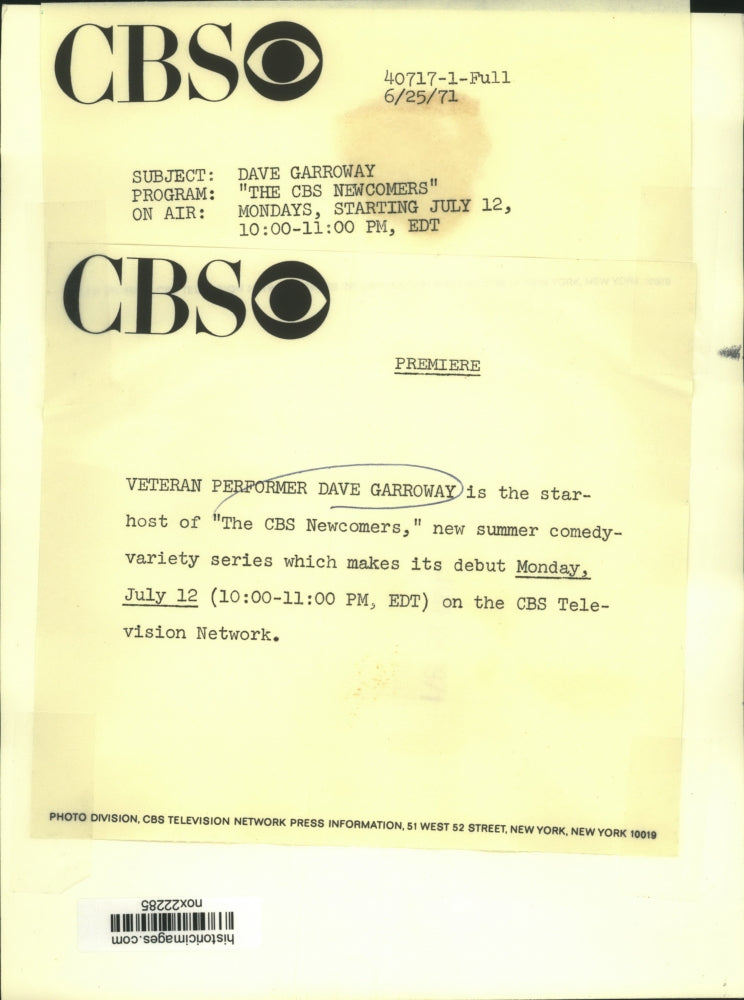 CBS
40717-1-Full
6/25/71
SUBJECT: DAVE GARROWAY
PROGRAM: "THE CBS NEWCOMERS"
ON AIR: MONDAYS, STARTING JULY 12,
10:00-11:00 PM, EDT
CBS
PREMIERE
VETERAN PERFORMER DAVE GARROWAY is the star-
host of "The CBS Newcomers," new summer comedy-
variety series which makes its debut Monday,
July 12 (10:00-11:00 PM, EDT) on the CBS Tele-
vision Network.
PHOTO DIVISION, CBS TELEVISION NETWORK PRESS INFORMATION, 51 WEST 52 STREET, NEW YORK, NEW YORK 10019
nox22285
historicimages.com